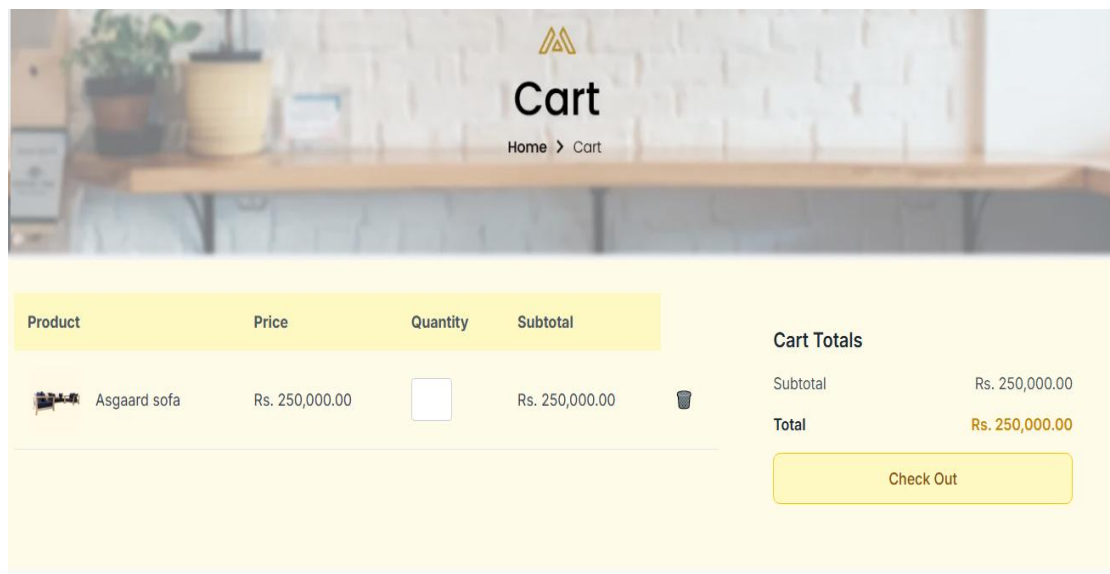 Cart
Home > Cart
Product Price Quantity Subtotal
Asgaard sofa Rs. 250,000.00 Rs. 250,000.00
Cart Totals
Subtotal Rs. 250,000.00
Total Rs. 250,000.00
Check Out